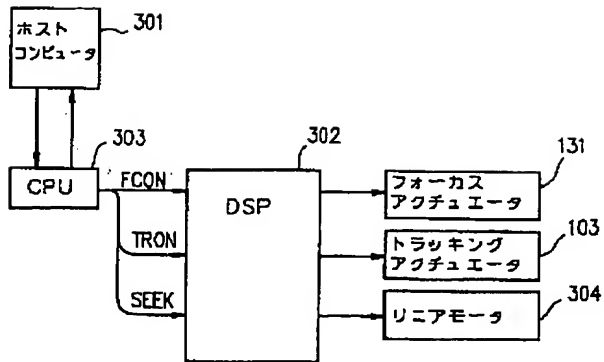 ホスト
コンピュータ
301
303
CPU
FCON
TRON
SEEK
302
DSP
131
フォーカス
アクチュエータ
103
トラッキング
アクチュエータ
304
リニアモータ